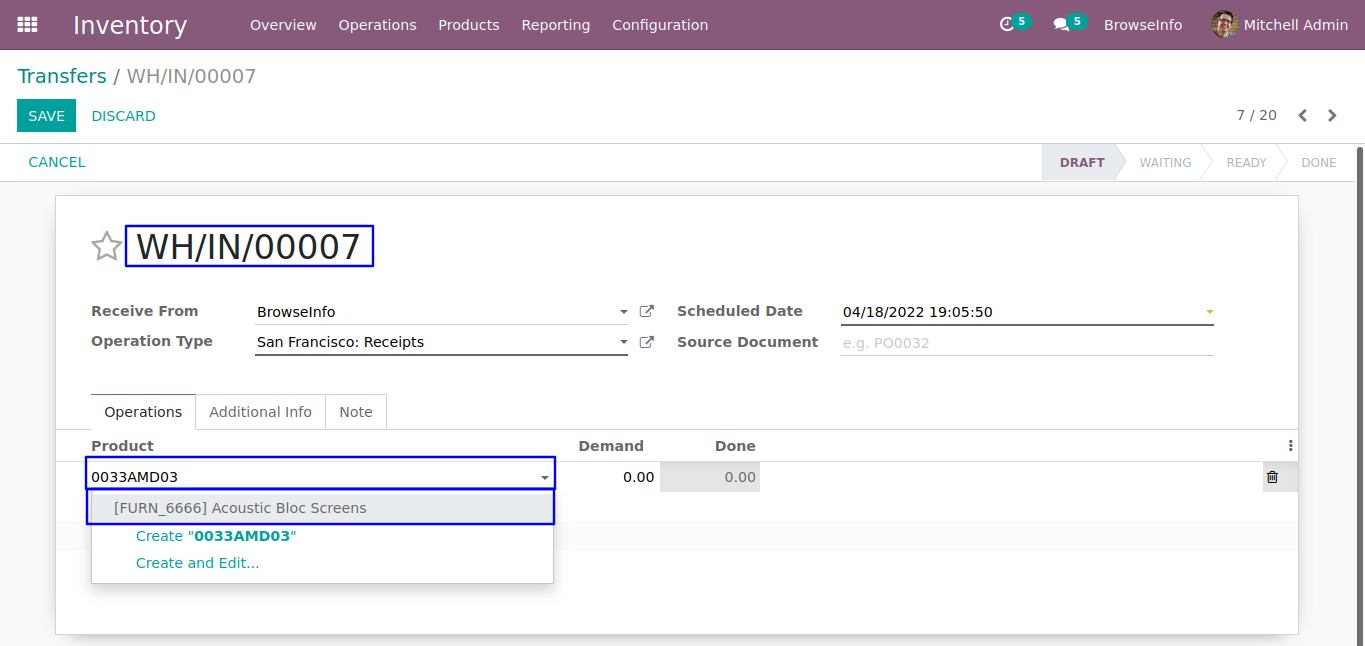 Inventory Overview Operations Products Reporting Configuration 5 5 BrowseInfo Mitchell Admin
Transfers / WH/IN/00007
SAVE DISCARD 7 / 20
CANCEL DRAFT WAITING READY DONE
WH/IN/00007
Receive From BrowseInfo Scheduled Date 04/18/2022 19:05:50
Operation Type San Francisco: Receipts Source Document e.g. PO0032
Operations Additional Info Note
Product Demand Done
0033AMD03 0.00 0.00
[FURN_6666] Acoustic Bloc Screens
Create "0033AMD03"
Create and Edit...